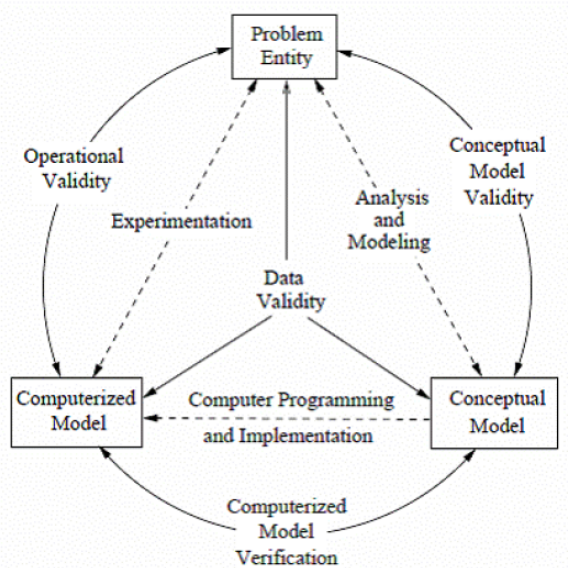 Problem
Entity
Operational
Validity
Conceptual
Model
Validity
Experimentation
Analysis
and
Modeling
Data
Validity
Computerized
Model
Computer Programming
and Implementation
Conceptual
Model
Computerized
Model
Verification